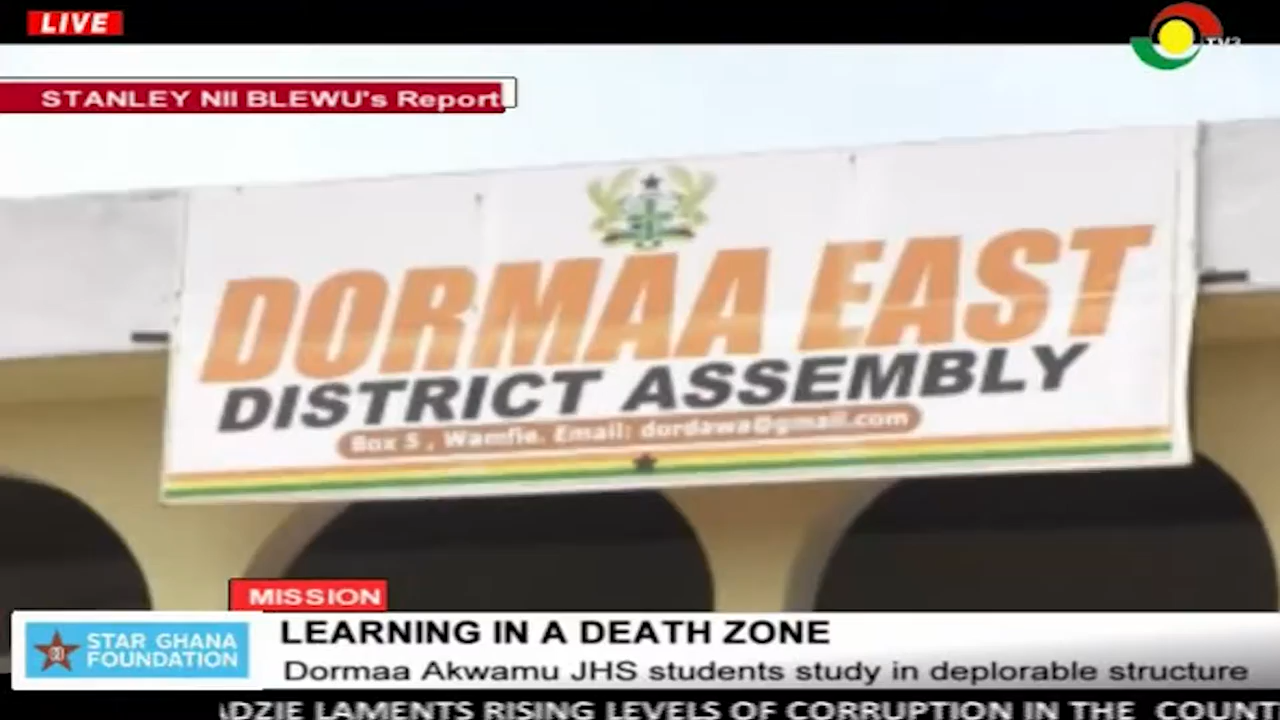 LIVE
TV3
STANLEY NII BLEWU's Report
DORMAA EAST
DISTRICT ASSEMBLY
Box 5 , Wamfie. Email: dordawa@gmail.com
MISSION
STAR GHANA
FOUNDATION
LEARNING IN A DEATH ZONE
Dormaa Akwamu JHS students study in deplorable structure
LAMENTS RISING LEVELS OF CORRUPTION IN THE